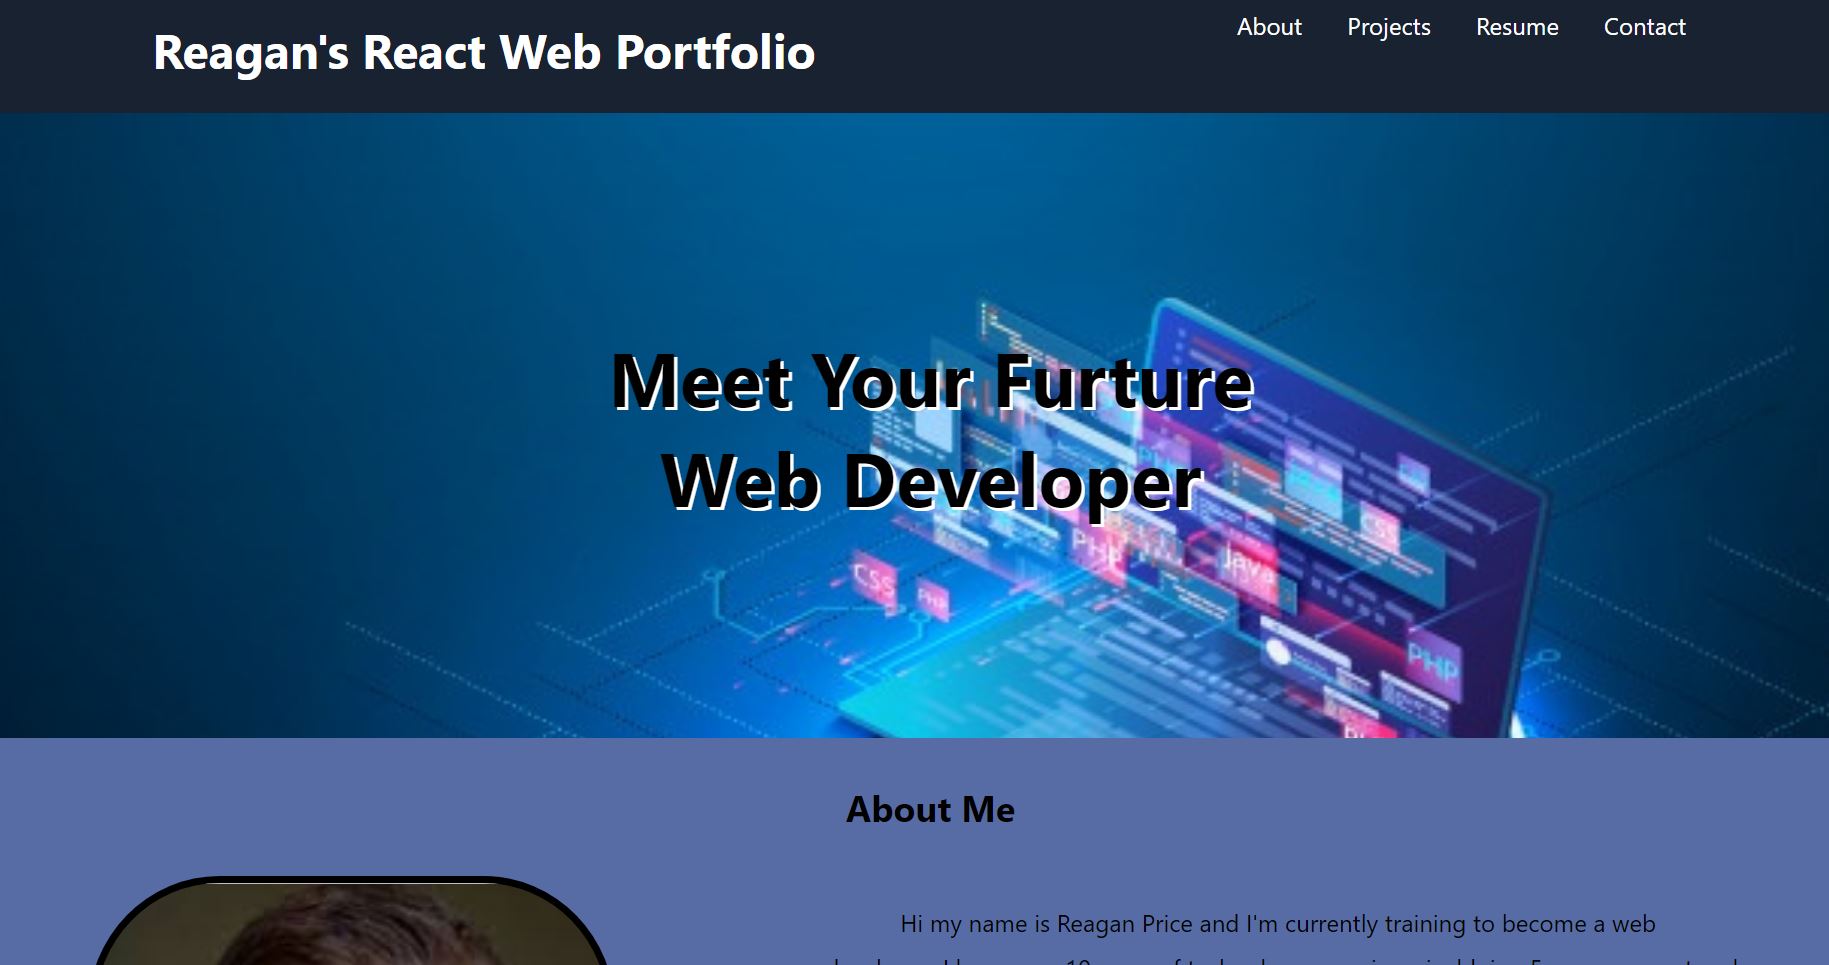 Reagan's React Web Portfolio
About Projects Resume Contact
Meet Your Furture
Web Developer
CSS
PHP
PHP
Java
CSS
PHP
About Me
Hi my name is Reagan Price and I'm currently training to become a web